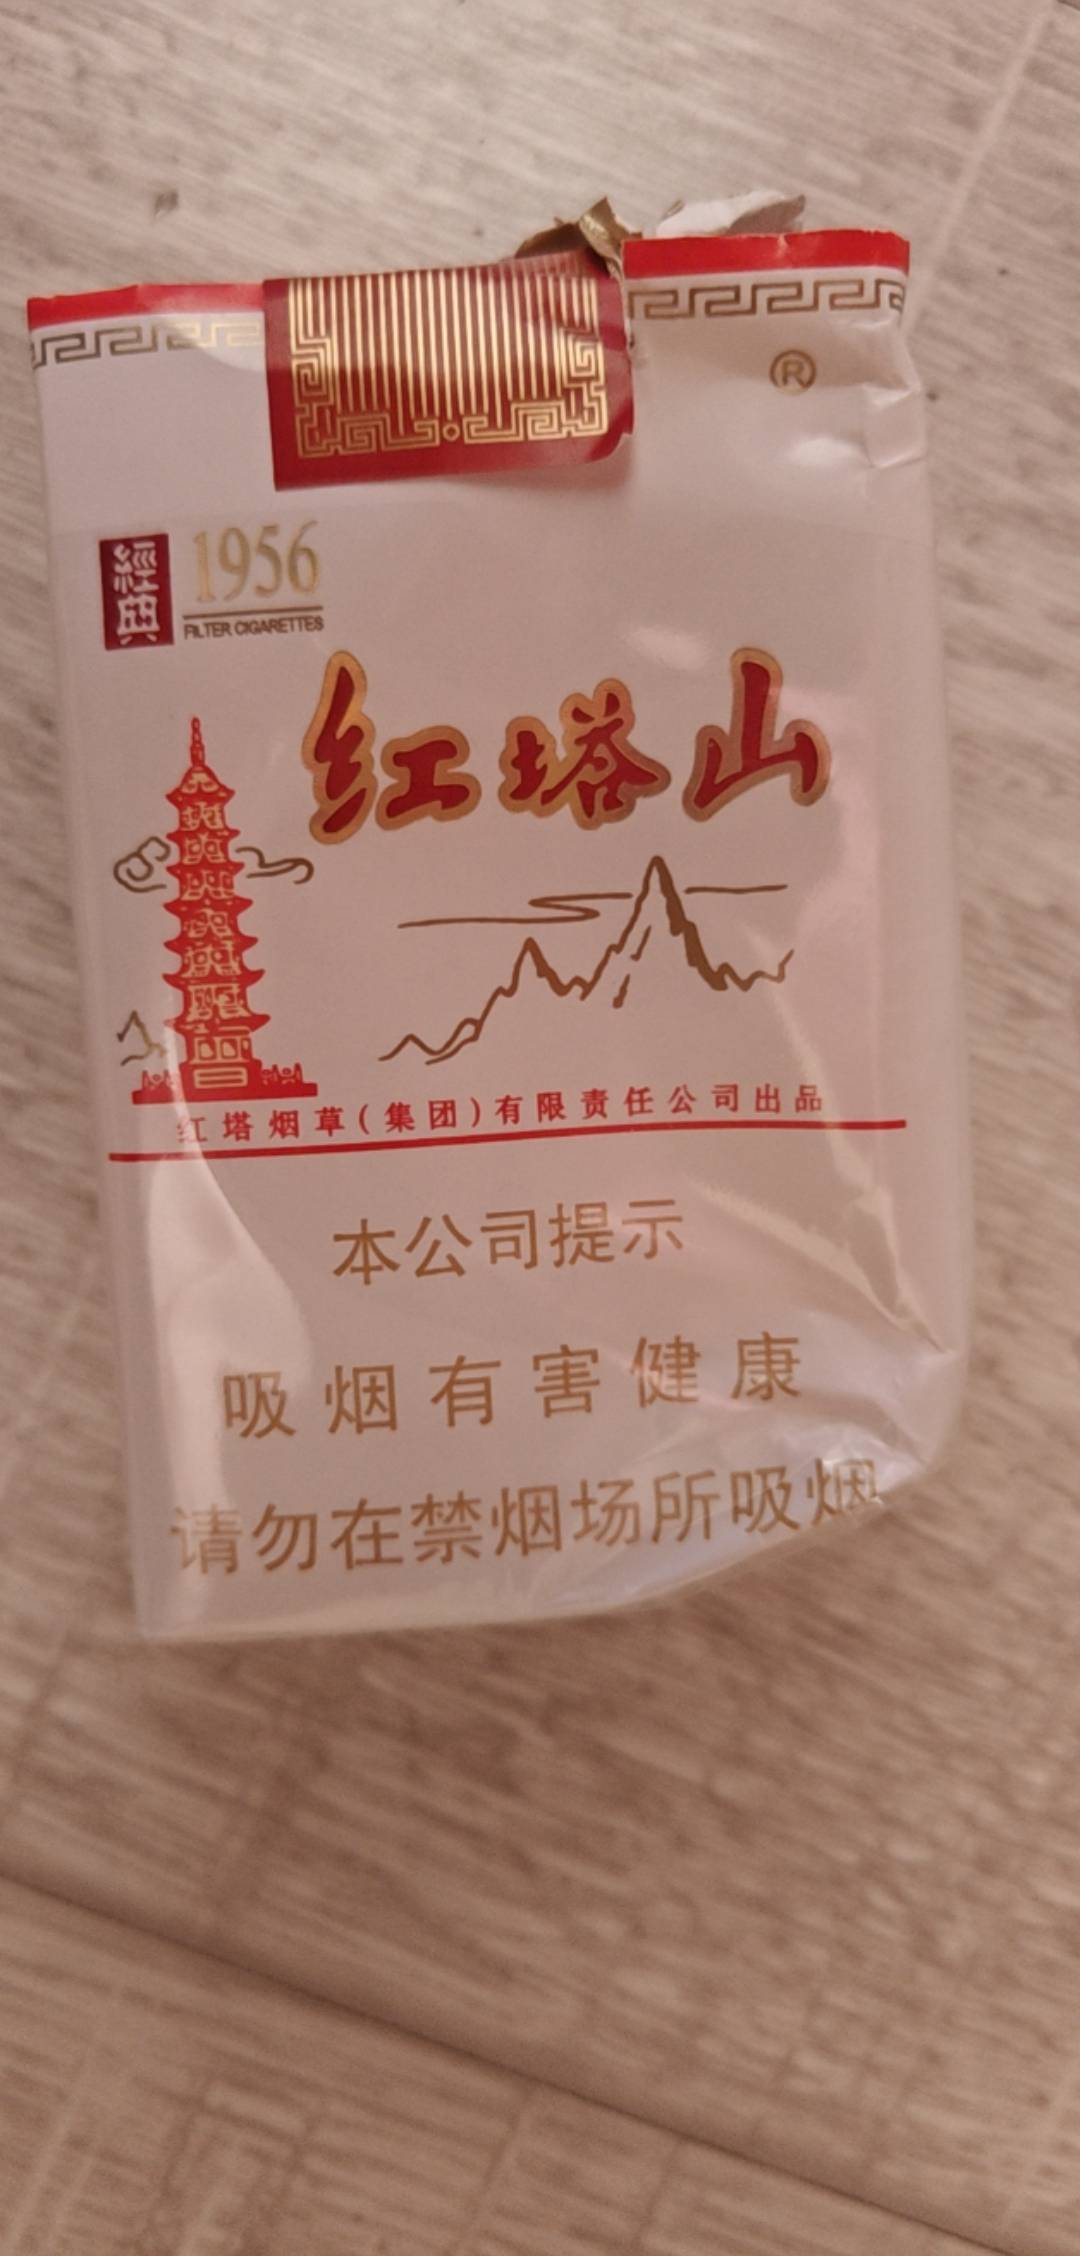 ®
經典
1956
FILTER CIGARETTES
红塔山
红塔烟草(集团)有限责任公司出品
本公司提示
吸烟有害健康
请勿在禁烟场所吸烟